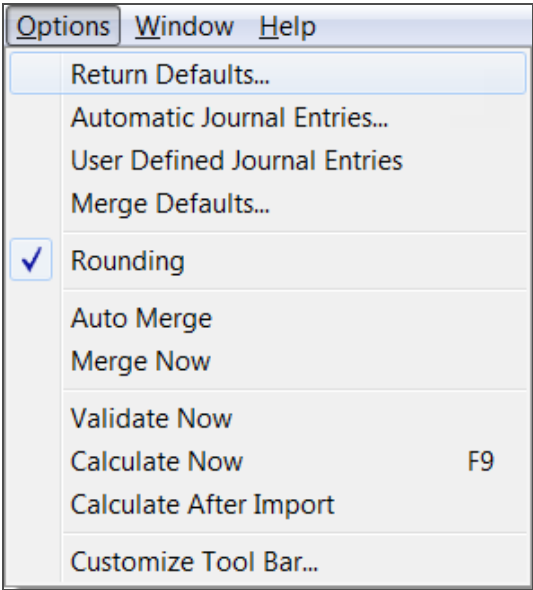 Options Window Help
Return Defaults...
Automatic Journal Entries...
User Defined Journal Entries
Merge Defaults...
Rounding
Auto Merge
Merge Now
Validate Now
Calculate Now F9
Calculate After Import
Customize Tool Bar...